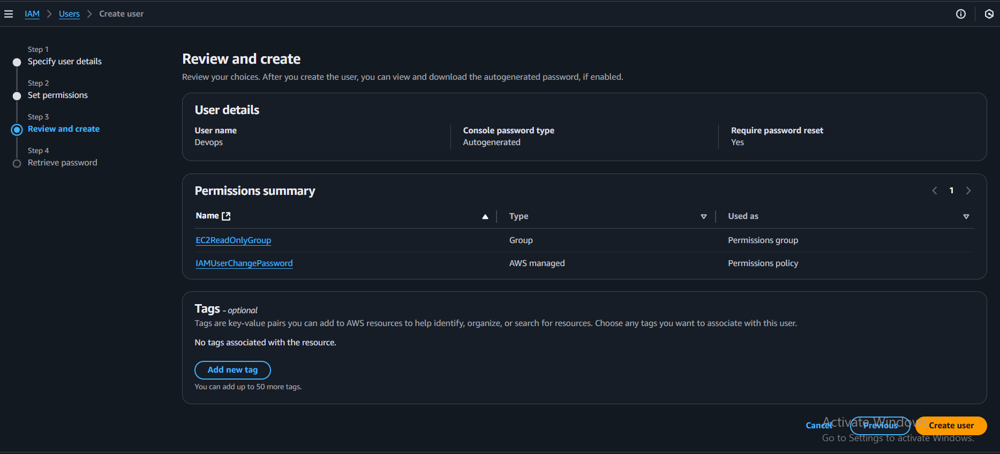 IAM > Users > Create user
Step 1
Specify user details
Step 2
Set permissions
Step 3
Review and create
Step 4
Retrieve password
Review and create
Review your choices. After you create the user, you can view and download the autogenerated password, if enabled.
User details
User name
Devops
Console password type
Autogenerated
Require password reset
Yes
Permissions summary
1
Name Type Used as
EC2ReadOnlyGroup Group Permissions group
IAMUserChangePassword AWS managed Permissions policy
Tags - optional
Tags are key-value pairs you can add to AWS resources to help identify, organize, or search for resources. Choose any tags you want to associate with this user.
No tags associated with the resource.
Add new tag
You can add up to 50 more tags.
Cancel Previous Create user
Activate Windows
Go to Settings to activate Windows.